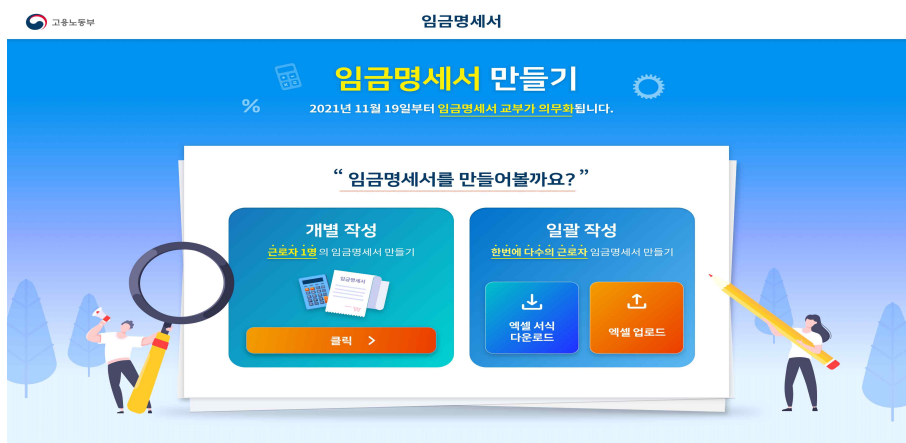 고용노동부
임금명세서
임금명세서 만들기
%
2021년 11월 19일부터 임금명세서 교부가 의무화됩니다.
“ 임금명세서를 만들어볼까요? ”
개별 작성
근로자 1명 의 임금명세서 만들기
임금명세서
클릭 >
일괄 작성
한번에 다수의 근로자 임금명세서 만들기
엑셀 서식
다운로드
엑셀 업로드